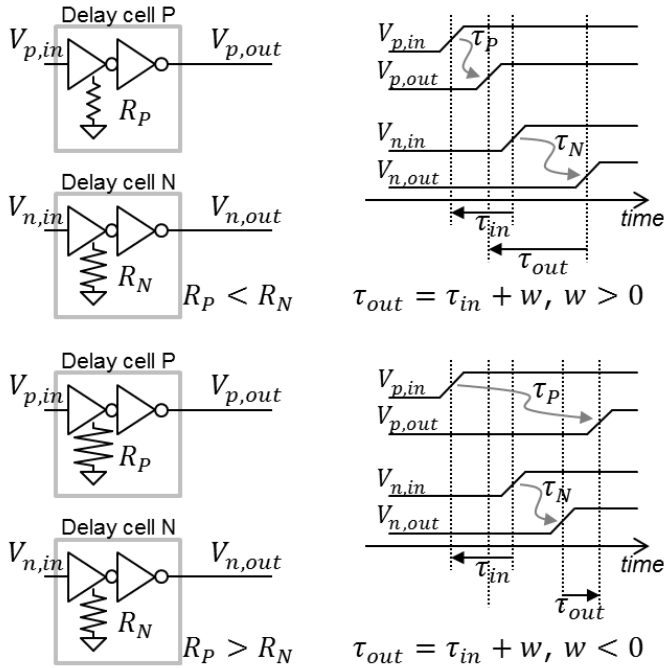 Delay cell P
V_{p,in} V_{p,out}
R_P
Delay cell N
V_{n,in} V_{n,out}
R_N
R_P < R_N
V_{p,in} τ_P
V_{p,out}
V_{n,in} τ_N
V_{n,out}
time
τ_{in}
τ_{out}
τ_{out} = τ_{in} + w, w > 0
Delay cell P
V_{p,in} V_{p,out}
R_P
Delay cell N
V_{n,in} V_{n,out}
R_N
R_P > R_N
V_{p,in} τ_P
V_{p,out}
V_{n,in} τ_N
V_{n,out}
time
τ_{in}
τ_{out}
τ_{out} = τ_{in} + w, w < 0